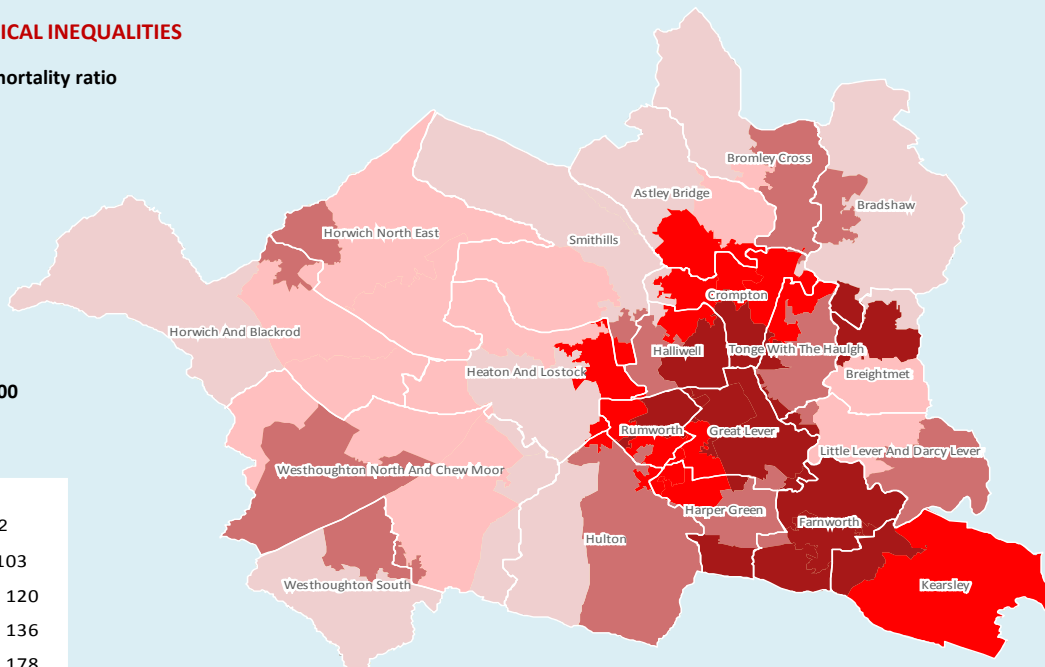 ICAL INEQUALITIES
ortality ratio
Bromley Cross
Astley Bridge
Bradshaw
Horwich North East
Smithills
Crompton
Horwich And Blackrod
Halliwell
Tonge With The Haulgh
Heaton And Lostock
Breightmet
00
Rumworth
Great Lever
Little Lever And Darcy Lever
Westhoughton North And Chew Moor
Harper Green
Farnworth
2
Hulton
103
Westhoughton South
Kearsley
120
136
178